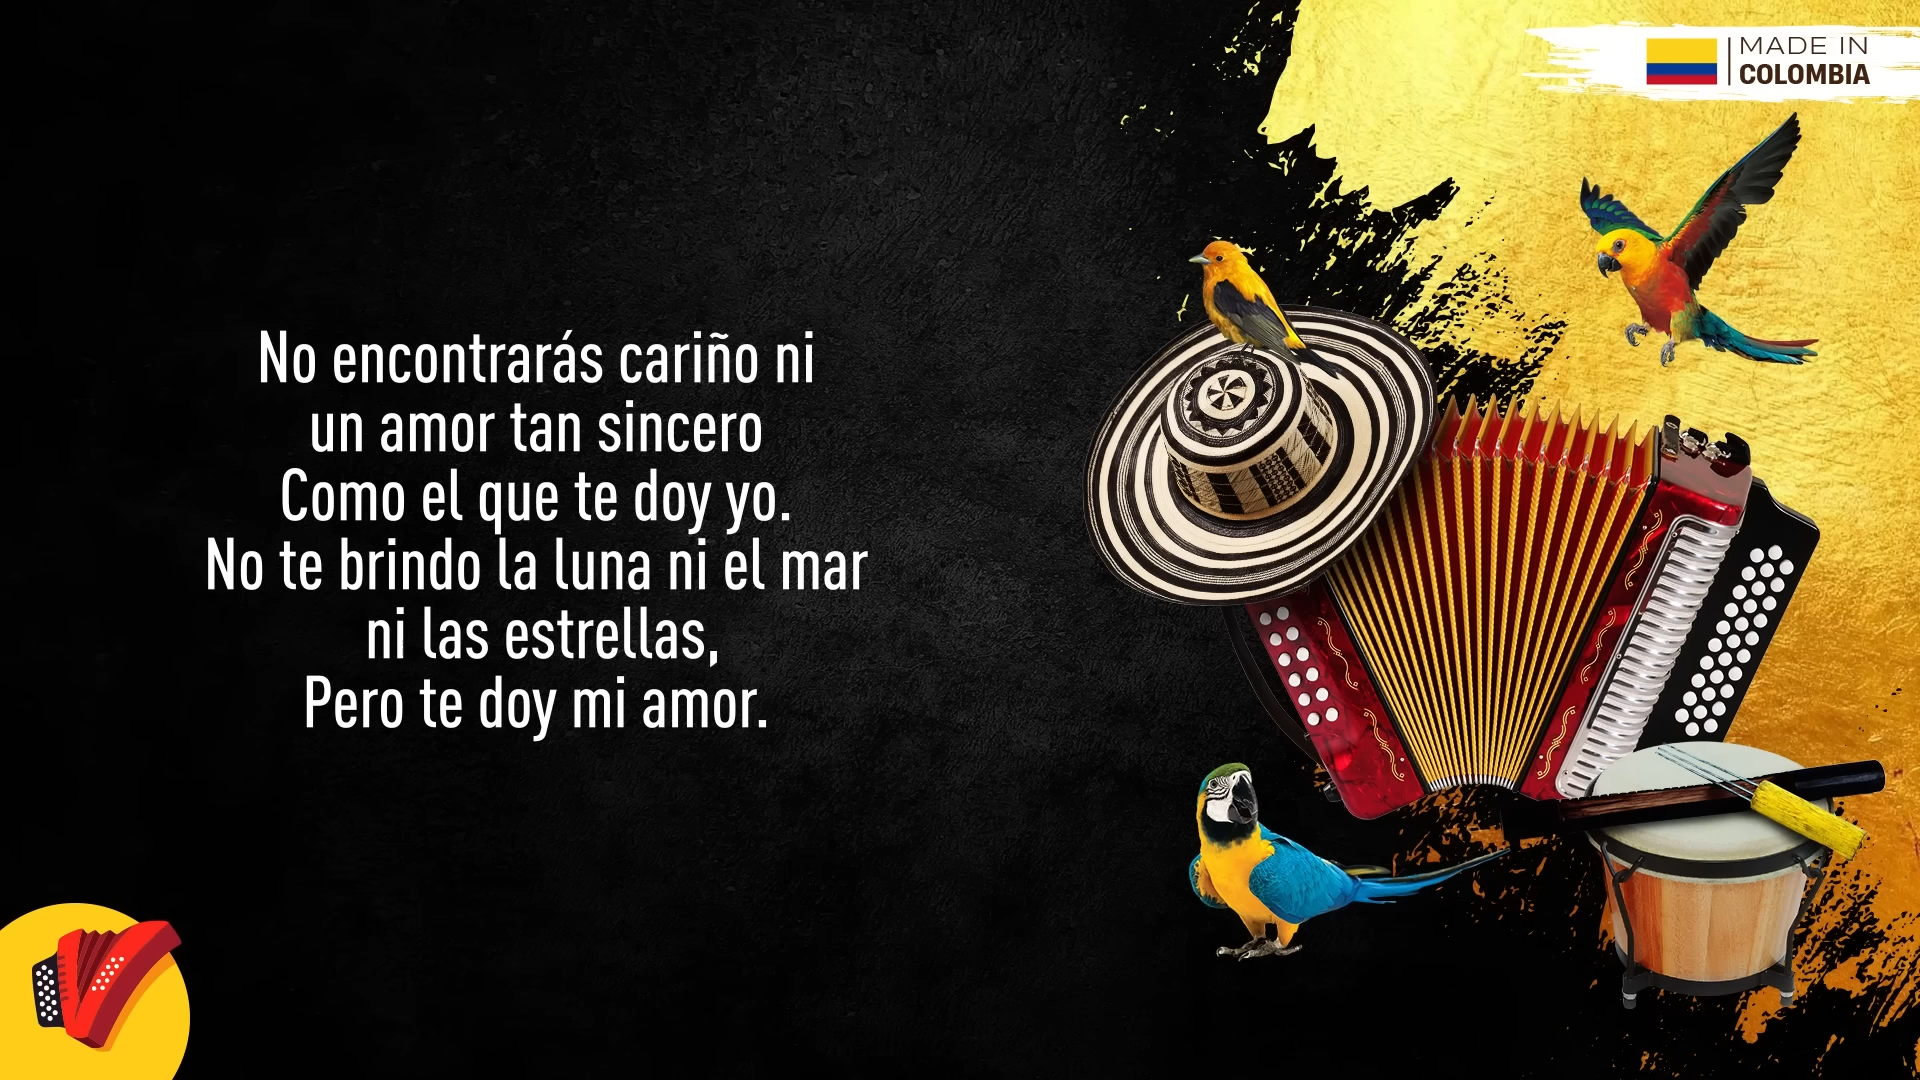 MADE IN
COLOMBIA
No encontrarás cariño ni
un amor tan sincero
Como el que te doy yo.
No te brindo la luna ni el mar
ni las estrellas,
Pero te doy mi amor.